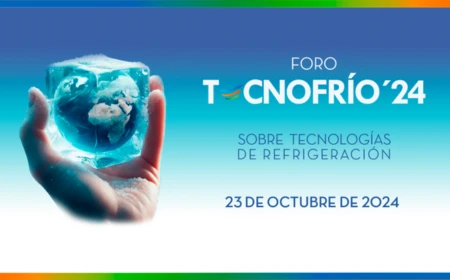 FORO
TECNOFRÍO´24
SOBRE TECNOLOGÍAS
DE REFRIGERACIÓN
23 DE OCTUBRE DE 2024